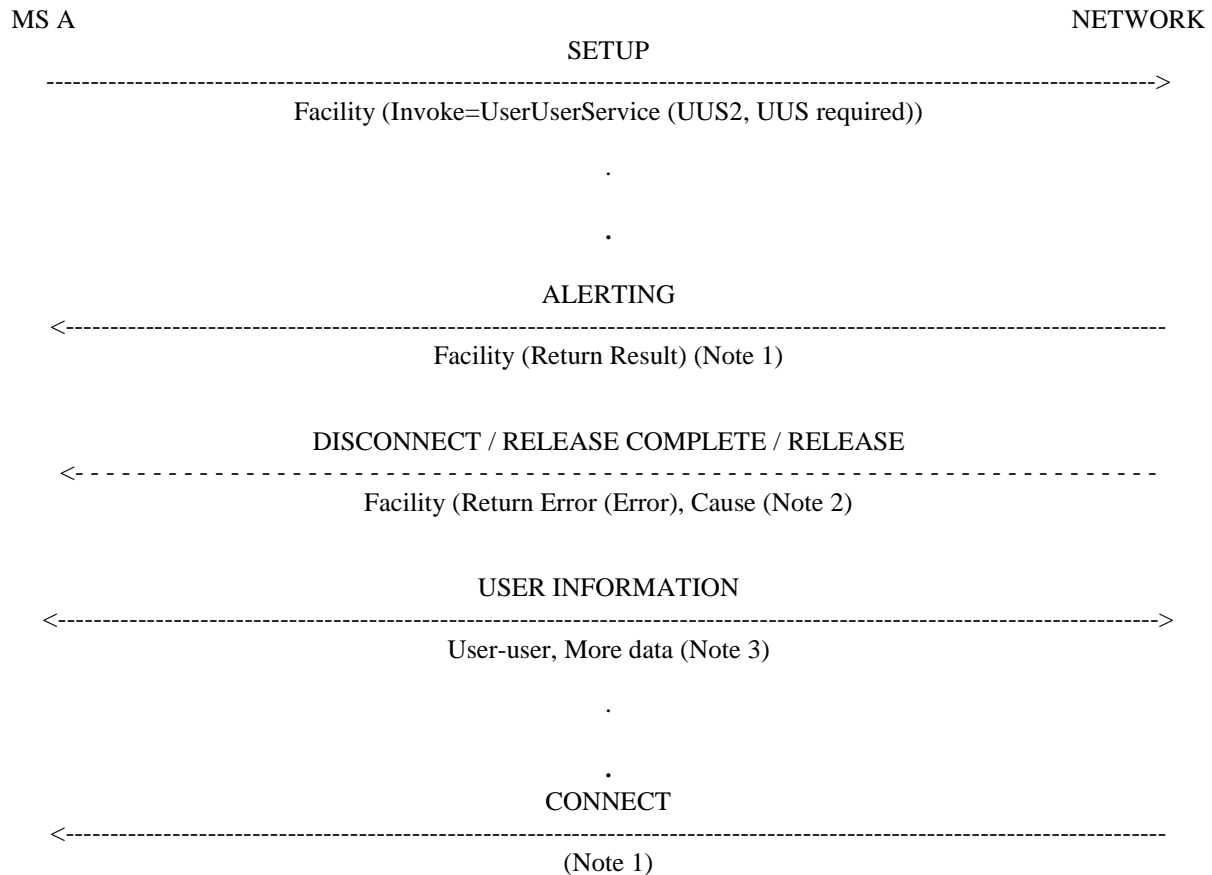 MS A NETWORK
SETUP
Facility (Invoke=UserUserService (UUS2, UUS required))
.
.
ALERTING
Facility (Return Result) (Note 1)
DISCONNECT / RELEASE COMPLETE / RELEASE
Facility (Return Error (Error), Cause (Note 2)
USER INFORMATION
User-user, More data (Note 3)
.
.
CONNECT
(Note 1)